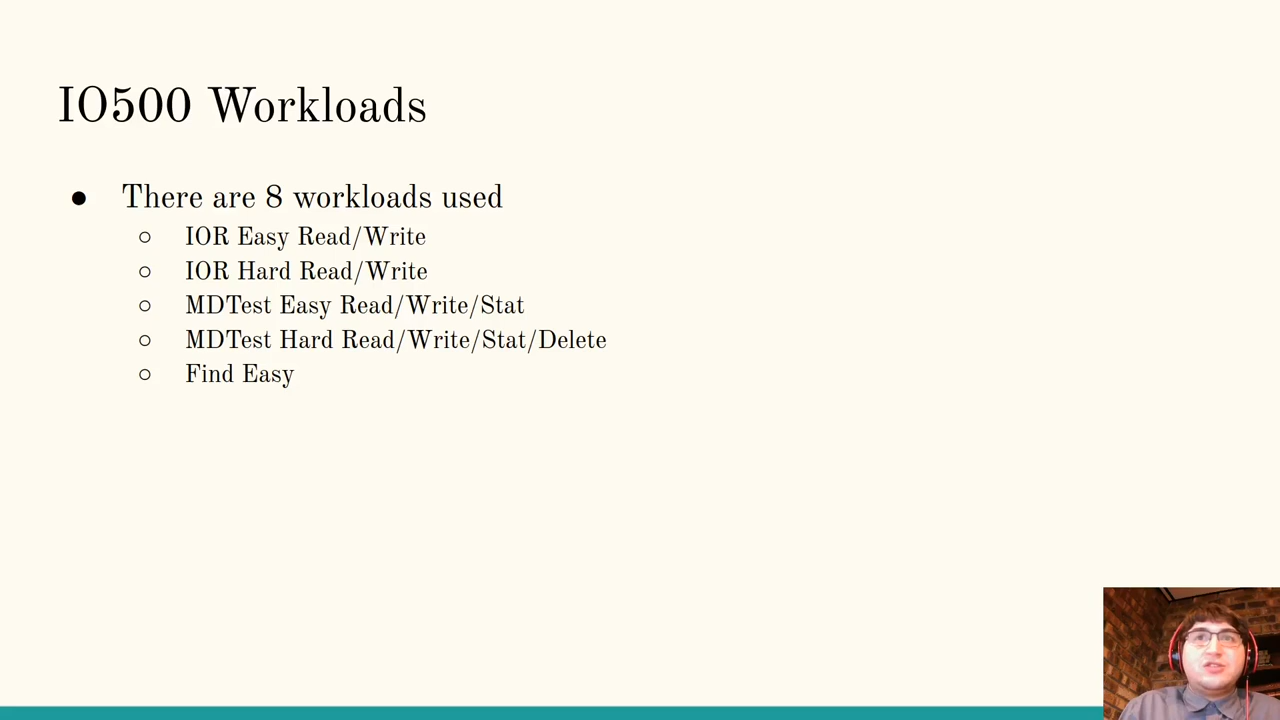 IO500 Workloads
● There are 8 workloads used
○ IOR Easy Read/Write
○ IOR Hard Read/Write
○ MDTest Easy Read/Write/Stat
○ MDTest Hard Read/Write/Stat/Delete
○ Find Easy